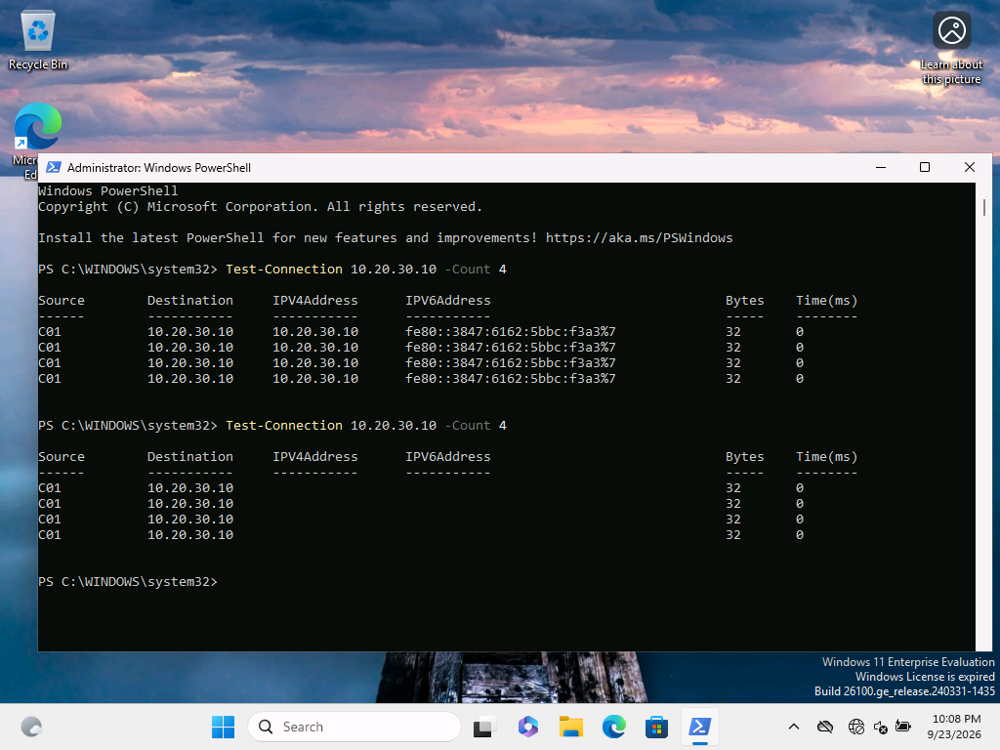 Recycle Bin
Learn about
this picture
Administrator: Windows PowerShell
Windows PowerShell
Copyright (C) Microsoft Corporation. All rights reserved.
Install the latest PowerShell for new features and improvements! https://aka.ms/PSWindows
PS C:\WINDOWS\system32> Test-Connection 10.20.30.10 -Count 4
Source Destination IPV4Address IPV6Address Bytes Time(ms)
------ ----------- ----------- ----------- ----- --------
C01 10.20.30.10 10.20.30.10 fe80::3847:6162:5bbc:f3a3%7 32 0
C01 10.20.30.10 10.20.30.10 fe80::3847:6162:5bbc:f3a3%7 32 0
C01 10.20.30.10 10.20.30.10 fe80::3847:6162:5bbc:f3a3%7 32 0
C01 10.20.30.10 10.20.30.10 fe80::3847:6162:5bbc:f3a3%7 32 0
PS C:\WINDOWS\system32> Test-Connection 10.20.30.10 -Count 4
Source Destination IPV4Address IPV6Address Bytes Time(ms)
------ ----------- ----------- ----------- ----- --------
C01 10.20.30.10 32 0
C01 10.20.30.10 32 0
C01 10.20.30.10 32 0
C01 10.20.30.10 32 0
PS C:\WINDOWS\system32>
Windows 11 Enterprise Evaluation
Windows License is expired
Build 26100.ge_release.240331-1435
Search
10:08 PM
9/23/2026